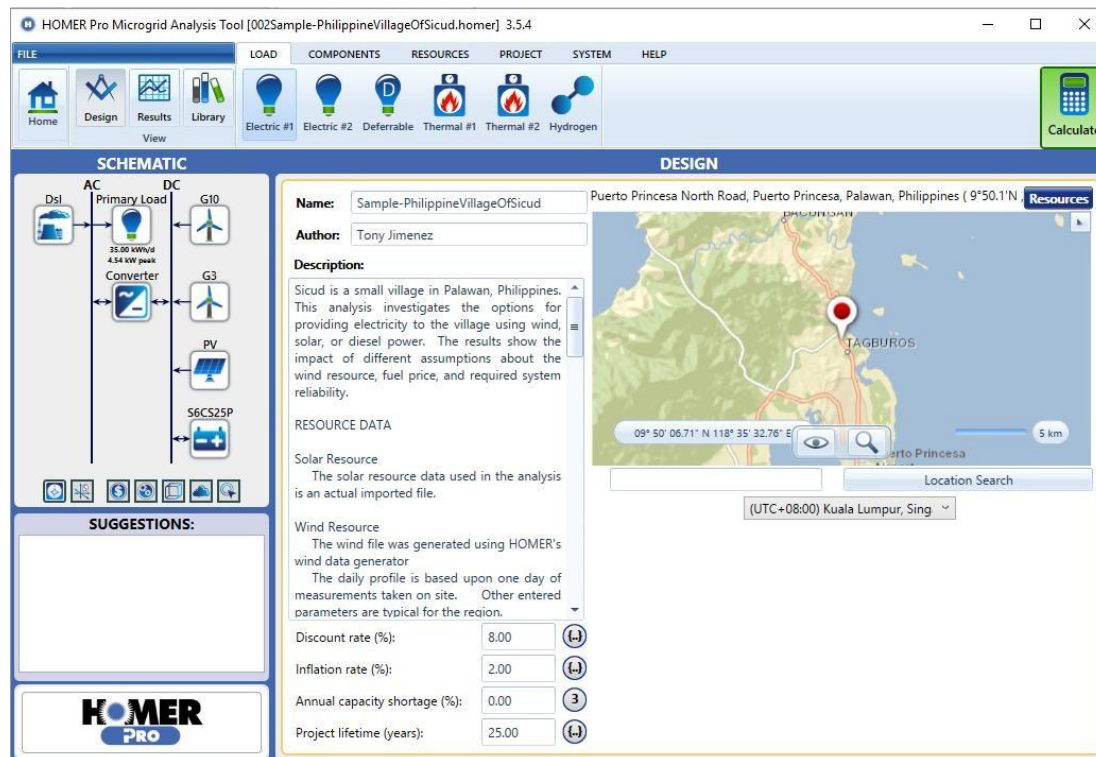 HOMER Pro Microgrid Analysis Tool [002Sample-PhilippineVillageOfSicud.homer] 3.5.4
FILE
LOAD COMPONENTS RESOURCES PROJECT SYSTEM HELP
Home
Design Results Library
View
Electric #1 Electric #2 Deferrable Thermal #1 Thermal #2 Hydrogen
D
Calculate
SCHEMATIC
AC DC
Dsl Primary Load G10
35.00 kWh/d
4.54 kW peak
Converter G3
PV
S6CS25P
SUGGESTIONS:
HOMER
PRO
DESIGN
Name: Sample-PhilippineVillageOfSicud
Author: Tony Jimenez
Description:
Sicud is a small village in Palawan, Philippines.
This analysis investigates the options for
providing electricity to the village using wind,
solar, or diesel power. The results show the
impact of different assumptions about the
wind resource, fuel price, and required system
reliability.
RESOURCE DATA
Solar Resource
The solar resource data used in the analysis
is an actual imported file.
Wind Resource
The wind file was generated using HOMER's
wind data generator
The daily profile is based upon one day of
measurements taken on site. Other entered
parameters are typical for the region.
Discount rate (%): 8.00 {..}
Inflation rate (%): 2.00 {..}
Annual capacity shortage (%): 0.00 3
Project lifetime (years): 25.00 {..}
Puerto Princesa North Road, Puerto Princesa, Palawan, Philippines ( 9°50.1'N ,
Resources
TAGBUROS
09° 50' 06.71" N 118° 35' 32.76" E
5 km
erto Princesa
Location Search
(UTC+08:00) Kuala Lumpur, Sing